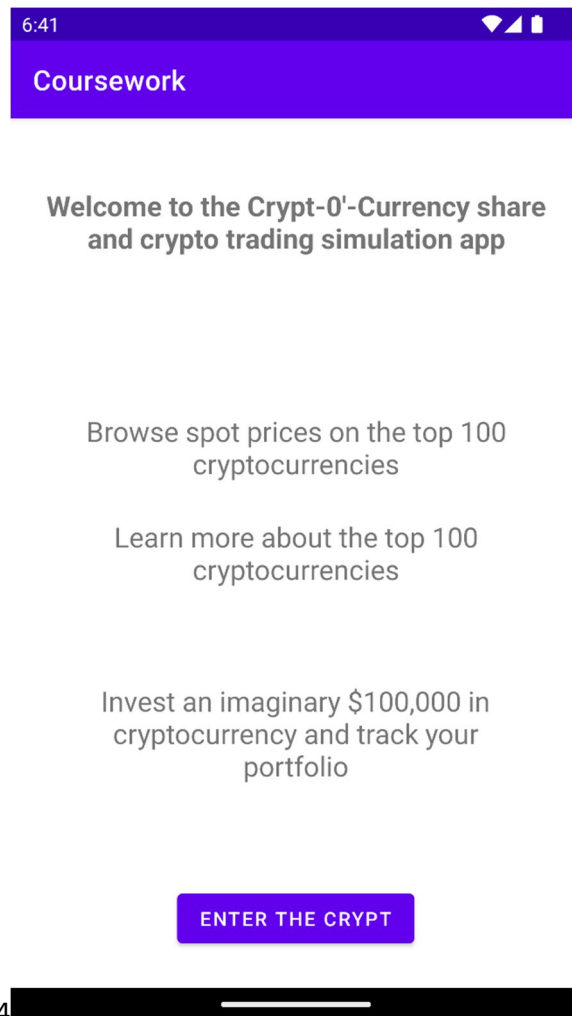 6:41
Coursework
Welcome to the Crypt-0'-Currency share
and crypto trading simulation app
Browse spot prices on the top 100
cryptocurrencies
Learn more about the top 100
cryptocurrencies
Invest an imaginary $100,000 in
cryptocurrency and track your
portfolio
ENTER THE CRYPT